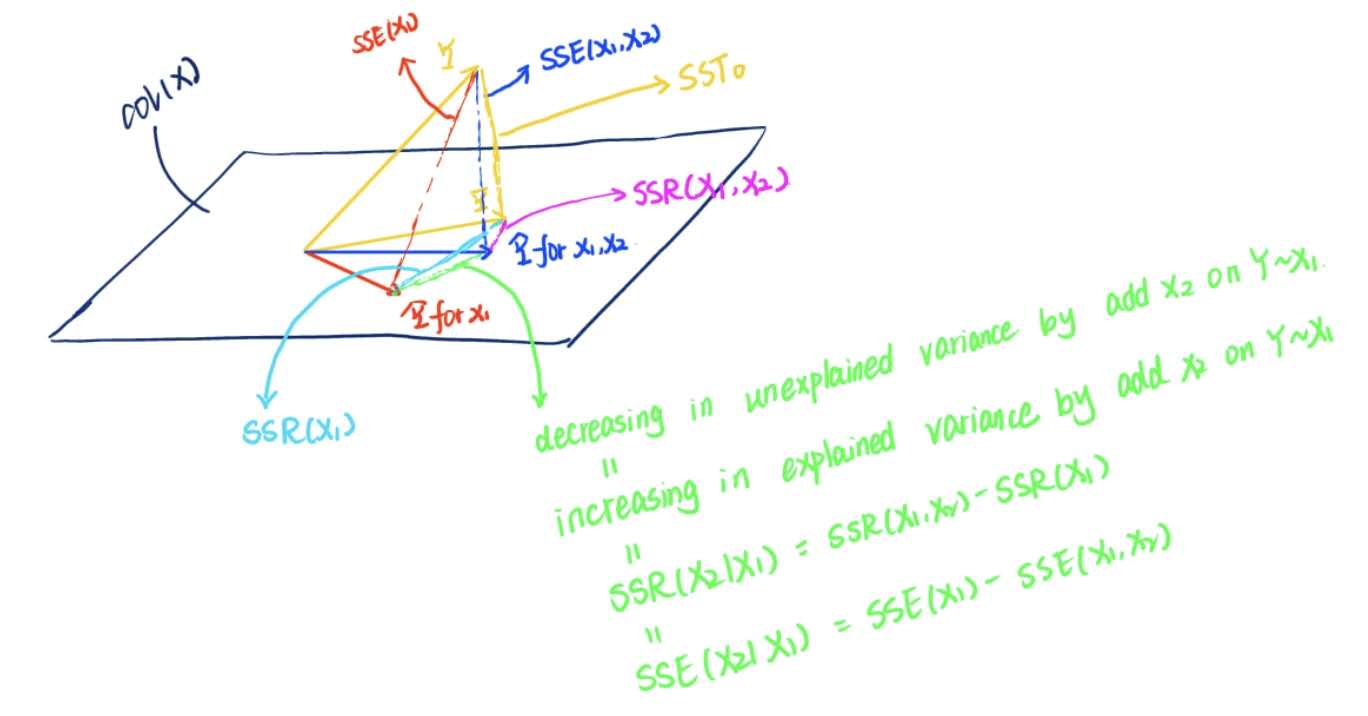 SSE(X₁)
Y
SSE(X₁,X₂)
SSTo
col(X)
Ȳ
SSR(X₁,X₂)
Ŷ for X₁,X₂
Ŷ for X₁
SSR(X₁)
decreasing in unexplained variance by add X₂ on Y~X₁.
"
increasing in explained variance by add X₂ on Y~X₁
"
SSR(X₂|X₁) = SSR(X₁,X₂) - SSR(X₁)
"
SSE(X₂|X₁) = SSE(X₁) - SSE(X₁,X₂)